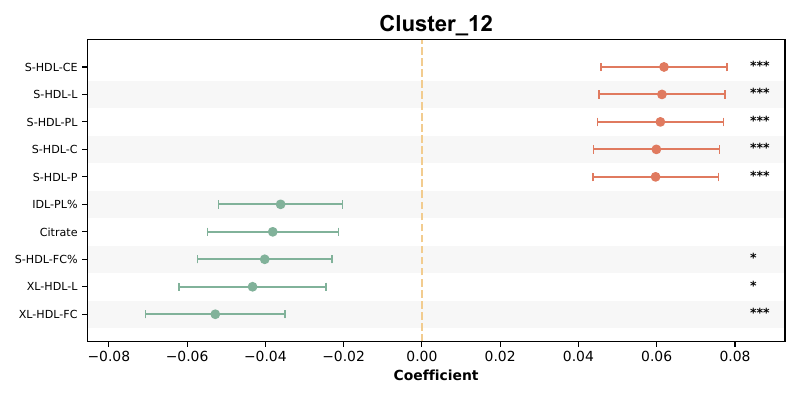 Cluster_12
S-HDL-CE ***
S-HDL-L ***
S-HDL-PL ***
S-HDL-C ***
S-HDL-P ***
IDL-PL%
Citrate
S-HDL-FC% *
XL-HDL-L *
XL-HDL-FC ***
−0.08 −0.06 −0.04 −0.02 0.00 0.02 0.04 0.06 0.08
Coefficient